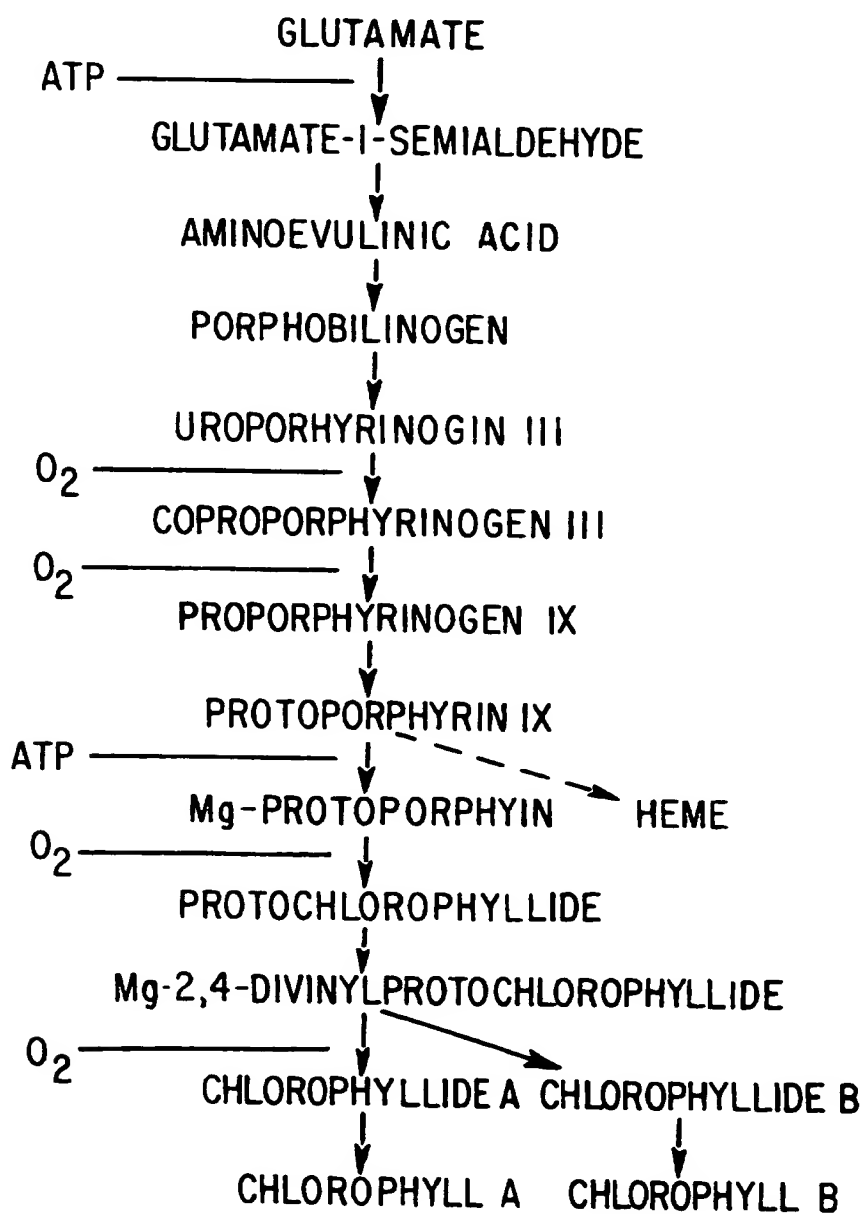 GLUTAMATE
ATP
GLUTAMATE-1-SEMIALDEHYDE
AMINOEVULINIC ACID
PORPHOBILINOGEN
UROPORHYRINOGIN III
O2
COPROPORPHYRINOGEN III
O2
PROPORPHYRINOGEN IX
PROTOPORPHYRIN IX
ATP
Mg-PROTOPORPHYIN HEME
O2
PROTOCHLOROPHYLLIDE
Mg-2,4-DIVINYLPROTOCHLOROPHYLLIDE
O2
CHLOROPHYLLIDE A CHLOROPHYLLIDE B
CHLOROPHYLL A CHLOROPHYLL B